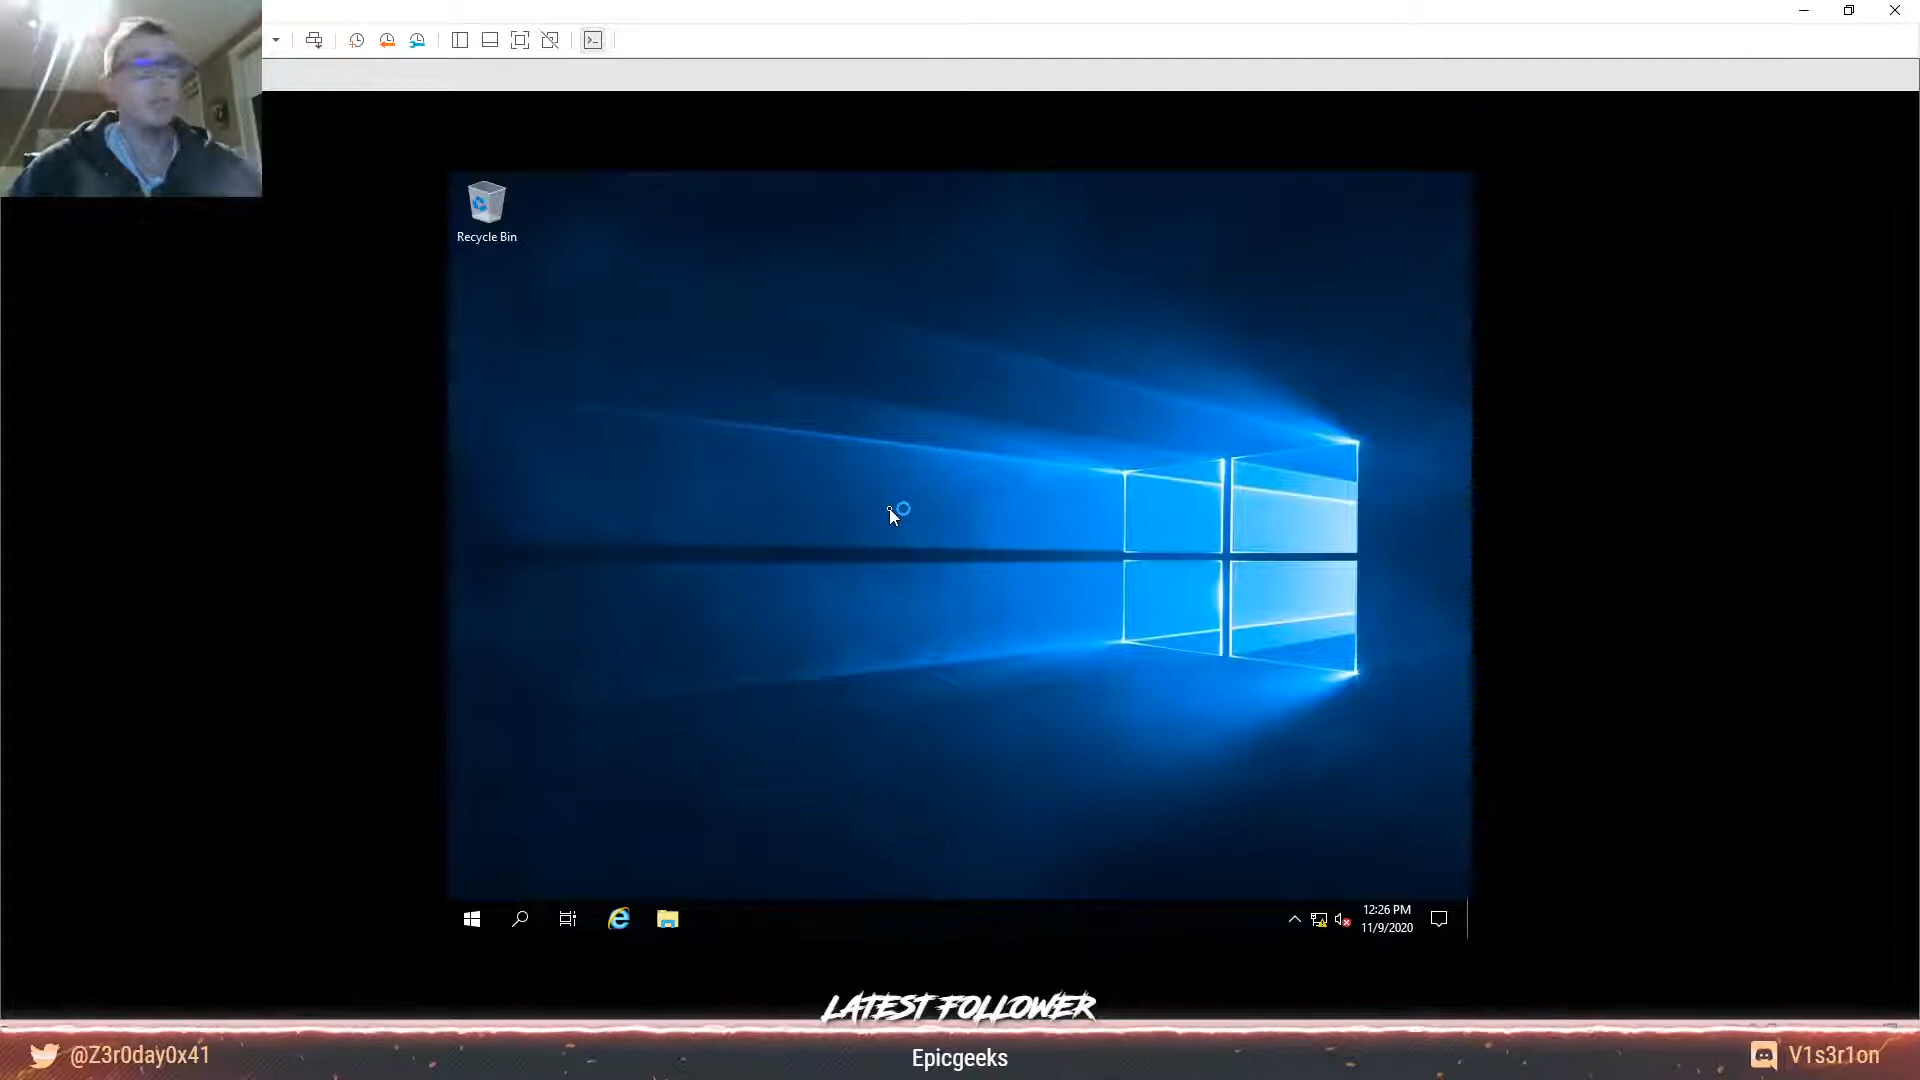 Recycle Bin
12:26 PM
11/9/2020
LATEST FOLLOWER
@Z3r0day0x41
Epicgeeks
V1s3r1on